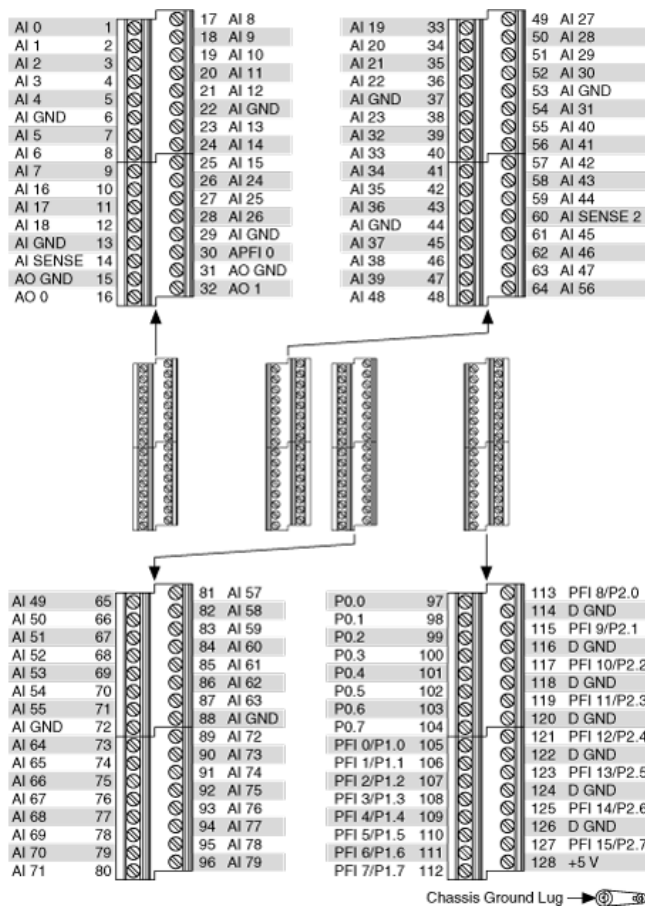 AI 0 1
AI 1 2
AI 2 3
AI 3 4
AI 4 5
AI GND 6
AI 5 7
AI 6 8
AI 7 9
AI 16 10
AI 17 11
AI 18 12
AI GND 13
AI SENSE 14
AO GND 15
AO 0 16
17 AI 8
18 AI 9
19 AI 10
20 AI 11
21 AI 12
22 AI GND
23 AI 13
24 AI 14
25 AI 15
26 AI 24
27 AI 25
28 AI 26
29 AI GND
30 APFI 0
31 AO GND
32 AO 1
AI 19 33
AI 20 34
AI 21 35
AI 22 36
AI GND 37
AI 23 38
AI 32 39
AI 33 40
AI 34 41
AI 35 42
AI 36 43
AI GND 44
AI 37 45
AI 38 46
AI 39 47
AI 48 48
49 AI 27
50 AI 28
51 AI 29
52 AI 30
53 AI GND
54 AI 31
55 AI 40
56 AI 41
57 AI 42
58 AI 43
59 AI 44
60 AI SENSE 2
61 AI 45
62 AI 46
63 AI 47
64 AI 56
AI 49 65
AI 50 66
AI 51 67
AI 52 68
AI 53 69
AI 54 70
AI 55 71
AI GND 72
AI 64 73
AI 65 74
AI 66 75
AI 67 76
AI 68 77
AI 69 78
AI 70 79
AI 71 80
81 AI 57
82 AI 58
83 AI 59
84 AI 60
85 AI 61
86 AI 62
87 AI 63
88 AI GND
89 AI 72
90 AI 73
91 AI 74
92 AI 75
93 AI 76
94 AI 77
95 AI 78
96 AI 79
P0.0 97
P0.1 98
P0.2 99
P0.3 100
P0.4 101
P0.5 102
P0.6 103
P0.7 104
PFI 0/P1.0 105
PFI 1/P1.1 106
PFI 2/P1.2 107
PFI 3/P1.3 108
PFI 4/P1.4 109
PFI 5/P1.5 110
PFI 6/P1.6 111
PFI 7/P1.7 112
113 PFI 8/P2.0
114 D GND
115 PFI 9/P2.1
116 D GND
117 PFI 10/P2.2
118 D GND
119 PFI 11/P2.3
120 D GND
121 PFI 12/P2.4
122 D GND
123 PFI 13/P2.5
124 D GND
125 PFI 14/P2.6
126 D GND
127 PFI 15/P2.7
128 +5 V
Chassis Ground Lug